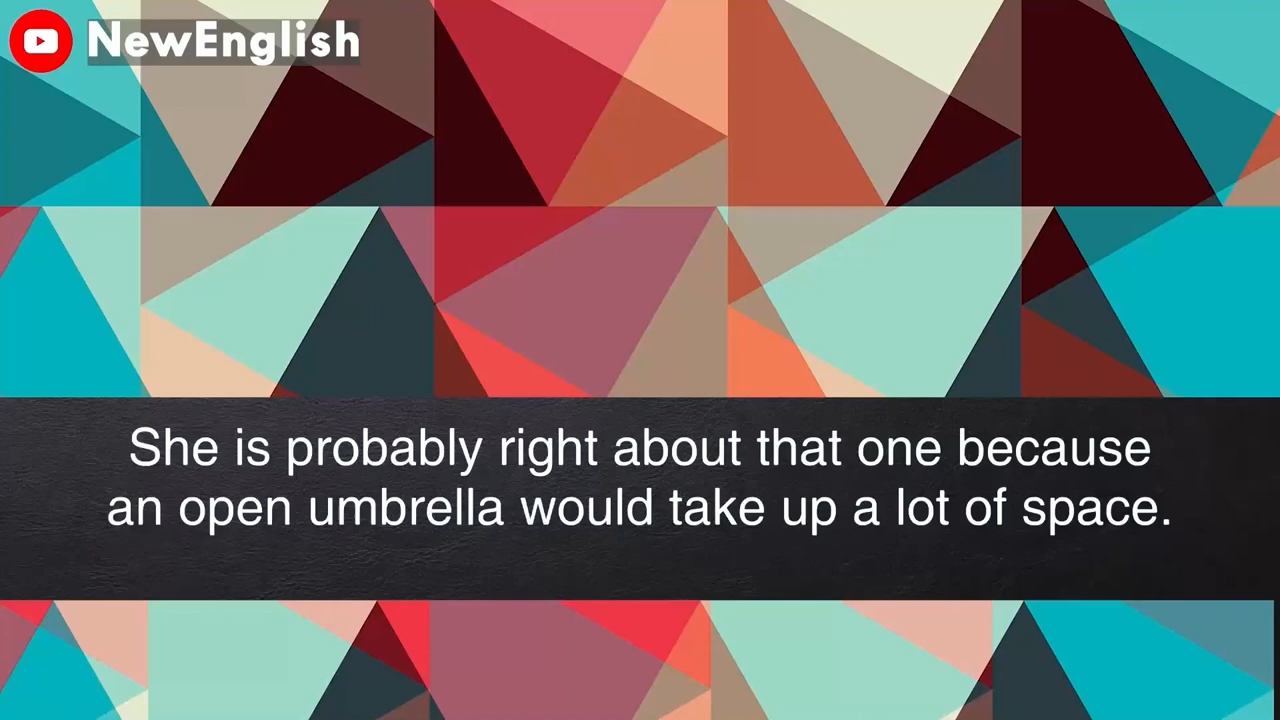 NewEnglish
She is probably right about that one because
an open umbrella would take up a lot of space.